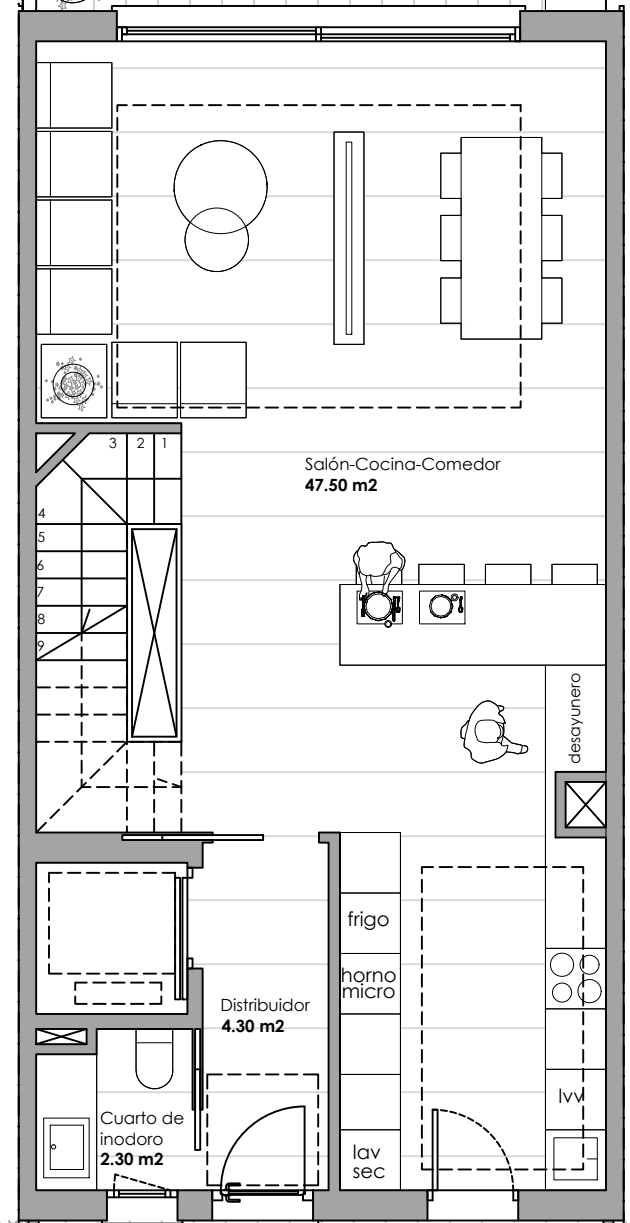 3 2 1
4
5
6
7
8
9
Salón-Cocina-Comedor
47.50 m2
desayunero
frigo
horno
micro
Distribuidor
4.30 m2
lvv
Cuarto de
inodoro
2.30 m2
lav
sec